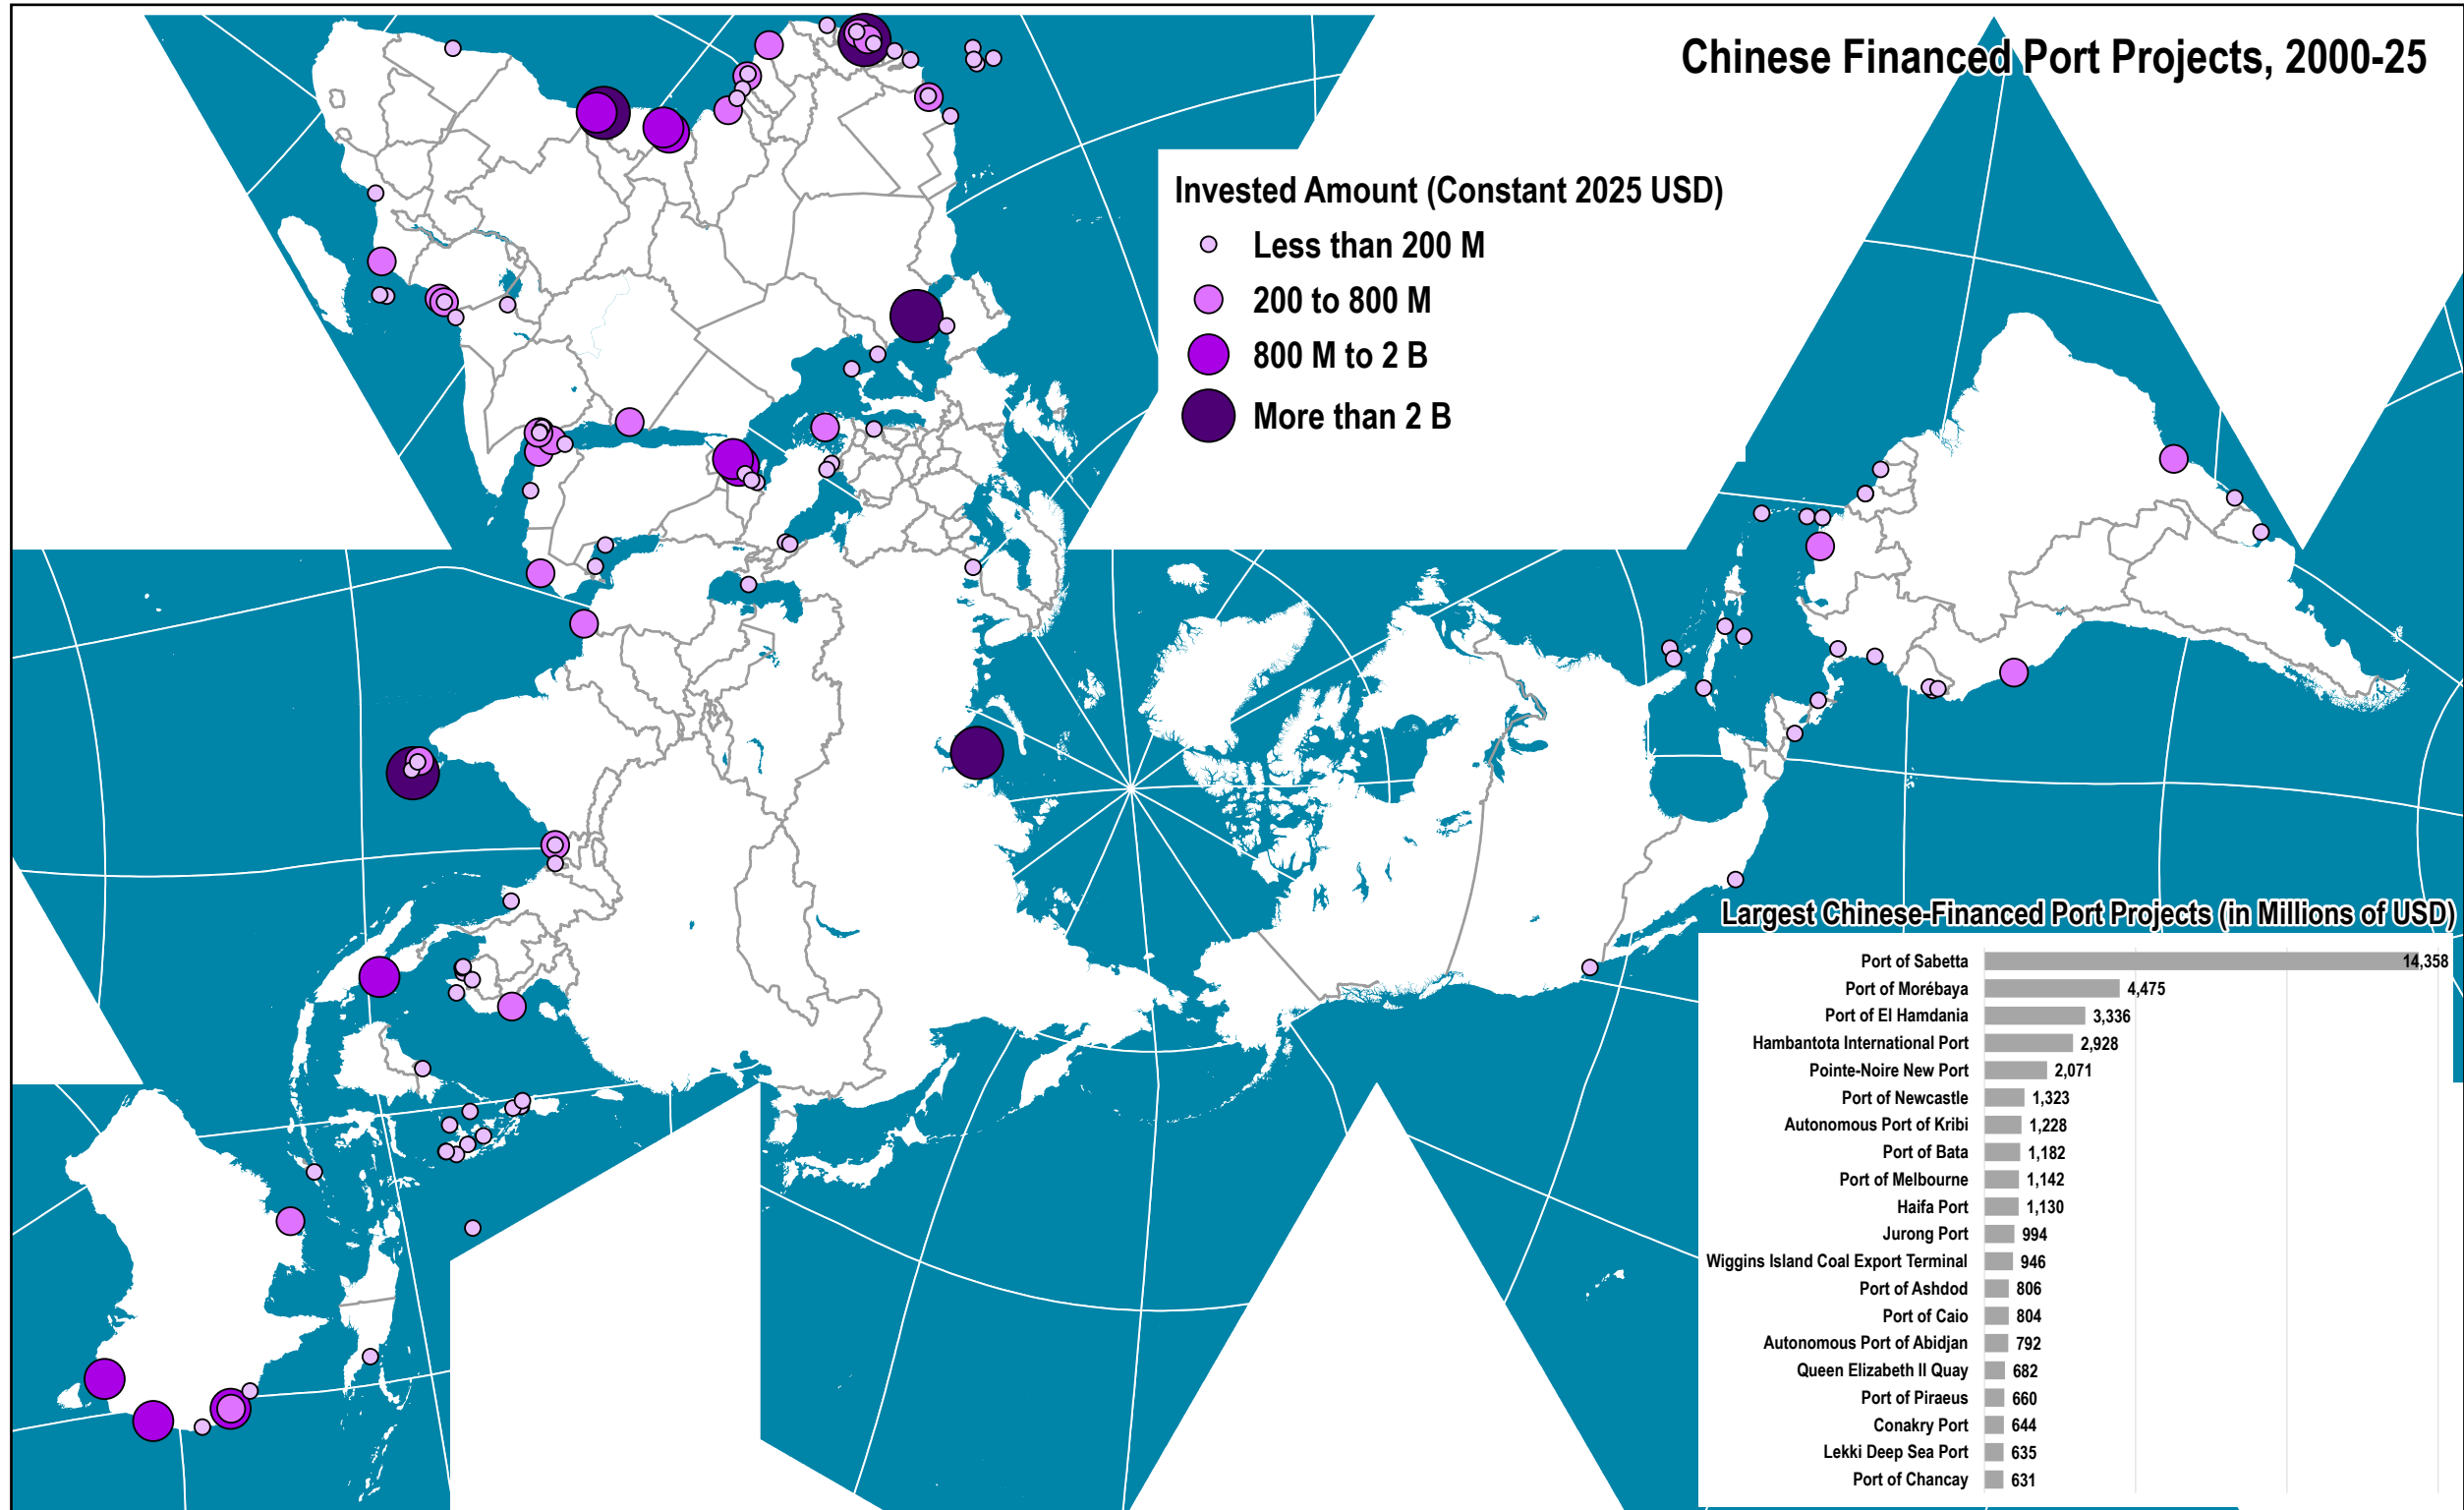 Chinese Financed Port Projects, 2000-25
Invested Amount (Constant 2025 USD)
Less than 200 M
200 to 800 M
800 M to 2 B
More than 2 B
Largest Chinese-Financed Port Projects (in Millions of USD)
Port of Sabetta 14,358
Port of Morébaya 4,475
Port of El Hamdania 3,336
Hambantota International Port 2,928
Pointe-Noire New Port 2,071
Port of Newcastle 1,323
Autonomous Port of Kribi 1,228
Port of Bata 1,182
Port of Melbourne 1,142
Haifa Port 1,130
Jurong Port 994
Wiggins Island Coal Export Terminal 946
Port of Ashdod 806
Port of Caio 804
Autonomous Port of Abidjan 792
Queen Elizabeth II Quay 682
Port of Piraeus 660
Conakry Port 644
Lekki Deep Sea Port 635
Port of Chancay 631